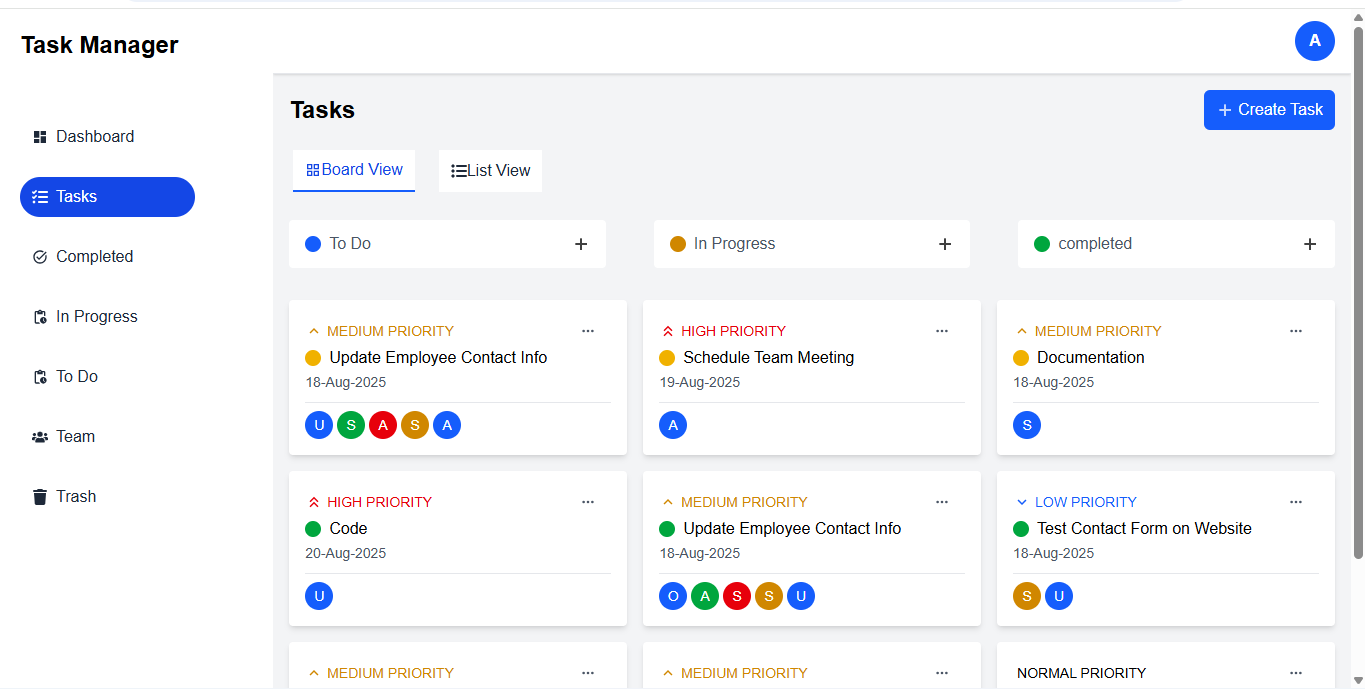 Task Manager
A
Dashboard
Tasks
Completed
In Progress
To Do
Team
Trash
Tasks
+ Create Task
Board View
List View
To Do +
In Progress +
completed +
MEDIUM PRIORITY ...
Update Employee Contact Info
18-Aug-2025
U S A S A
HIGH PRIORITY ...
Schedule Team Meeting
19-Aug-2025
A
MEDIUM PRIORITY ...
Documentation
18-Aug-2025
S
HIGH PRIORITY ...
Code
20-Aug-2025
U
MEDIUM PRIORITY ...
Update Employee Contact Info
18-Aug-2025
O A S S U
LOW PRIORITY ...
Test Contact Form on Website
18-Aug-2025
S U
MEDIUM PRIORITY ...
MEDIUM PRIORITY ...
NORMAL PRIORITY ...